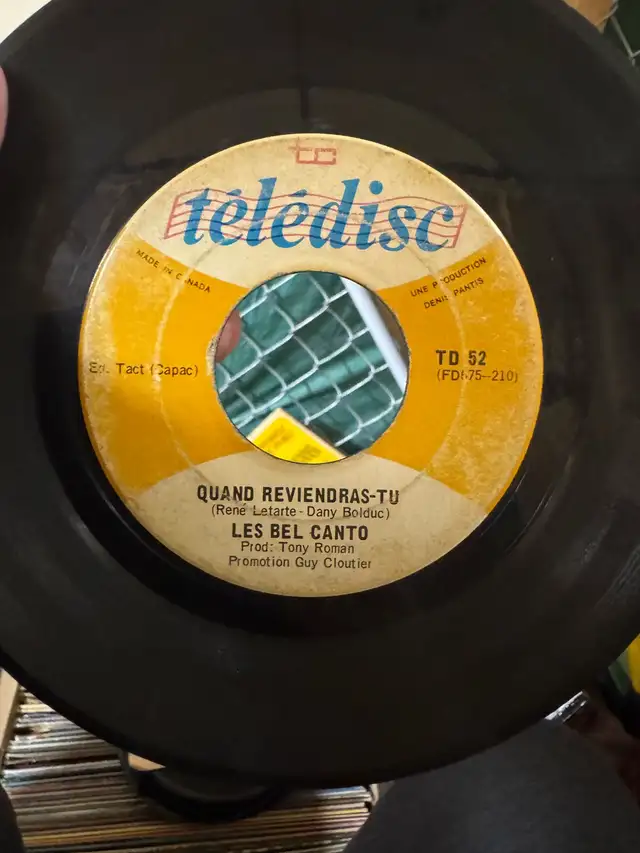 télédisc
MADE IN CANADA
UNE PRODUCTION
DENIS PANTIS
Ed. Tact (Capac)
TD 52
(FD675-210)
QUAND REVIENDRAS-TU
(René Letarte - Dany Bolduc)
LES BEL CANTO
Prod: Tony Roman
Promotion Guy Cloutier